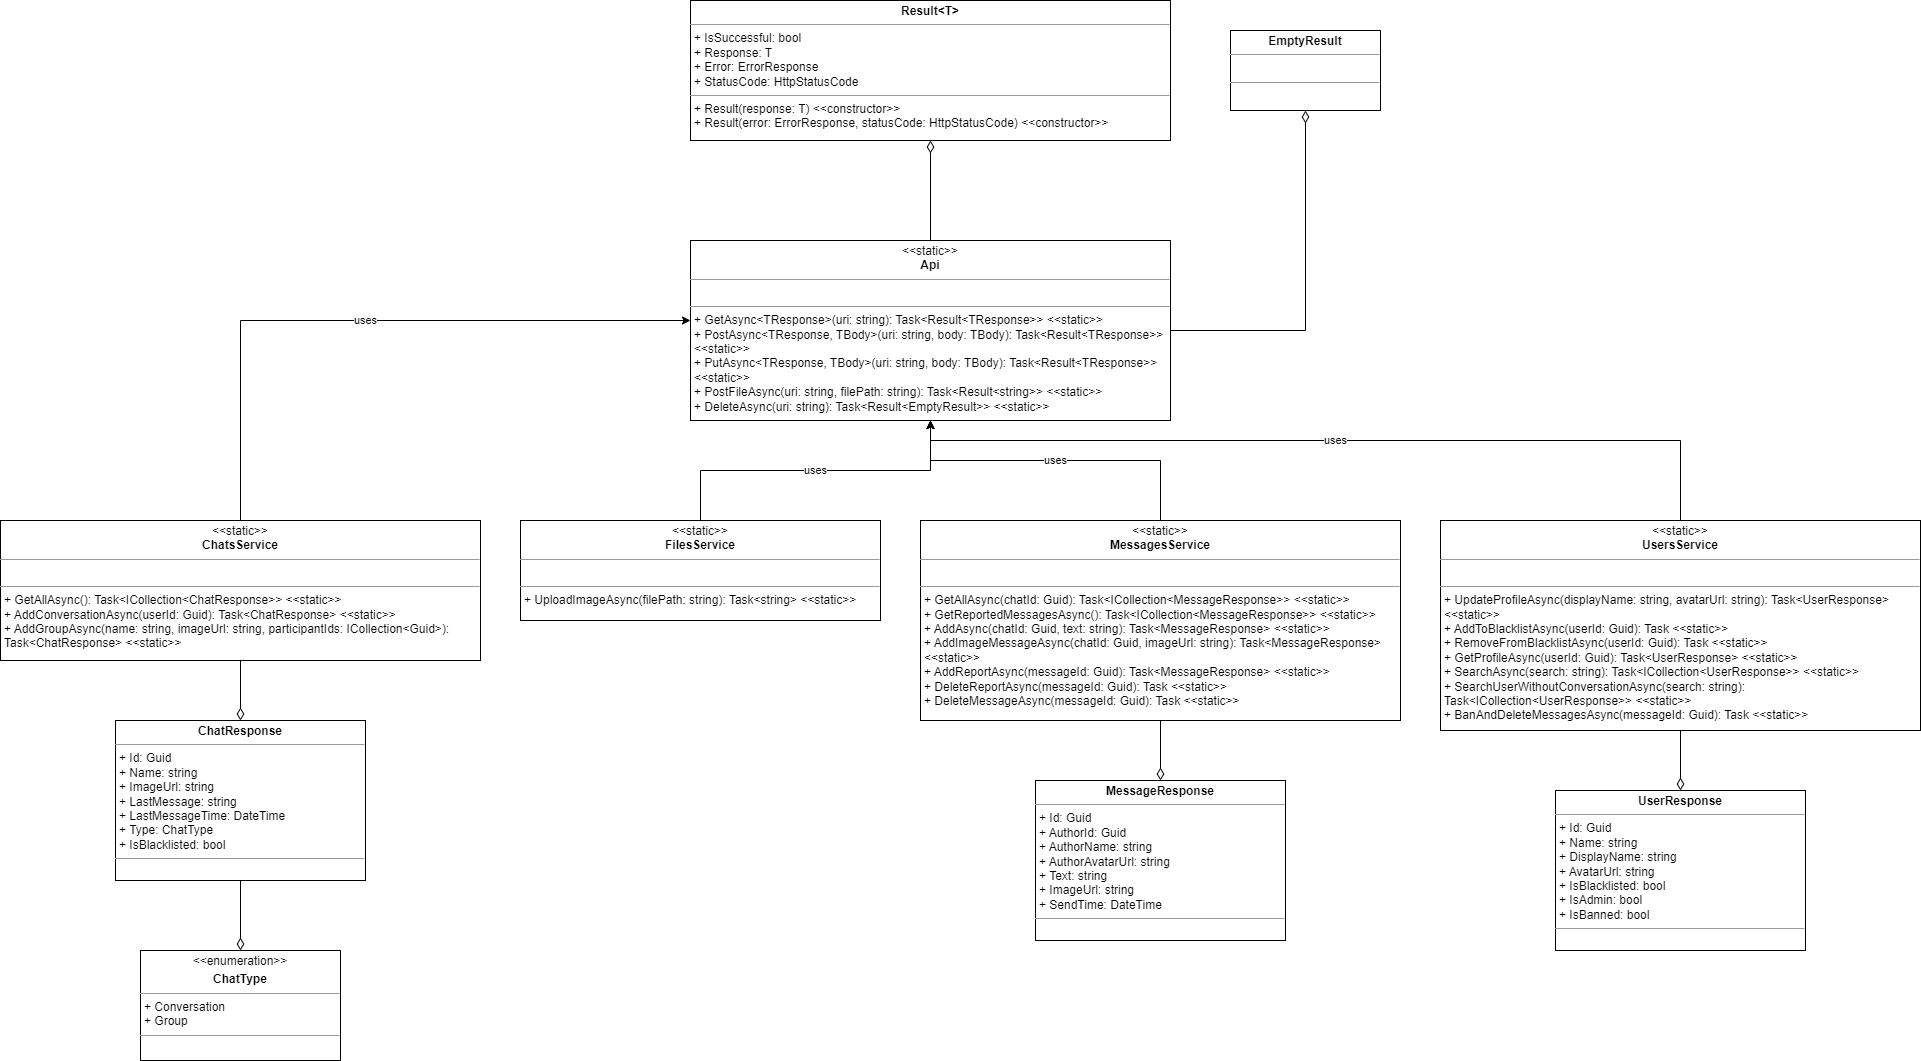 Result<T>
+ IsSuccessful: bool
+ Response: T
+ Error: ErrorResponse
+ StatusCode: HttpStatusCode
+ Result(response: T) <<constructor>>
+ Result(error: ErrorResponse, statusCode: HttpStatusCode) <<constructor>>
EmptyResult
<<static>>
Api
+ GetAsync<TResponse>(uri: string): Task<Result<TResponse>> <<static>>
+ PostAsync<TResponse, TBody>(uri: string, body: TBody): Task<Result<TResponse>>
<<static>>
+ PutAsync<TResponse, TBody>(uri: string, body: TBody): Task<Result<TResponse>>
<<static>>
+ PostFileAsync(uri: string, filePath: string): Task<Result<string>> <<static>>
+ DeleteAsync(uri: string): Task<Result<EmptyResult>> <<static>>
uses
uses
uses
uses
<<static>>
ChatsService
+ GetAllAsync(): Task<ICollection<ChatResponse>> <<static>>
+ AddConversationAsync(userId: Guid): Task<ChatResponse> <<static>>
+ AddGroupAsync(name: string, imageUrl: string, participantIds: ICollection<Guid>):
Task<ChatResponse> <<static>>
<<static>>
FilesService
+ UploadImageAsync(filePath: string): Task<string> <<static>>
<<static>>
MessagesService
+ GetAllAsync(chatId: Guid): Task<ICollection<MessageResponse>> <<static>>
+ GetReportedMessagesAsync(): Task<ICollection<MessageResponse>> <<static>>
+ AddAsync(chatId: Guid, text: string): Task<MessageResponse> <<static>>
+ AddImageMessageAsync(chatId: Guid, imageUrl: string): Task<MessageResponse>
<<static>>
+ AddReportAsync(messageId: Guid): Task<MessageResponse> <<static>>
+ DeleteReportAsync(messageId: Guid): Task <<static>>
+ DeleteMessageAsync(messageId: Guid): Task <<static>>
<<static>>
UsersService
+ UpdateProfileAsync(displayName: string, avatarUrl: string): Task<UserResponse>
<<static>>
+ AddToBlacklistAsync(userId: Guid): Task <<static>>
+ RemoveFromBlacklistAsync(userId: Guid): Task <<static>>
+ GetProfileAsync(userId: Guid): Task<UserResponse> <<static>>
+ SearchAsync(search: string): Task<ICollection<UserResponse>> <<static>>
+ SearchUserWithoutConversationAsync(search: string):
Task<ICollection<UserResponse>> <<static>>
+ BanAndDeleteMessagesAsync(messageId: Guid): Task <<static>>
ChatResponse
+ Id: Guid
+ Name: string
+ ImageUrl: string
+ LastMessage: string
+ LastMessageTime: DateTime
+ Type: ChatType
+ IsBlacklisted: bool
MessageResponse
+ Id: Guid
+ AuthorId: Guid
+ AuthorName: string
+ AuthorAvatarUrl: string
+ Text: string
+ ImageUrl: string
+ SendTime: DateTime
UserResponse
+ Id: Guid
+ Name: string
+ DisplayName: string
+ AvatarUrl: string
+ IsBlacklisted: bool
+ IsAdmin: bool
+ IsBanned: bool
<<enumeration>>
ChatType
+ Conversation
+ Group